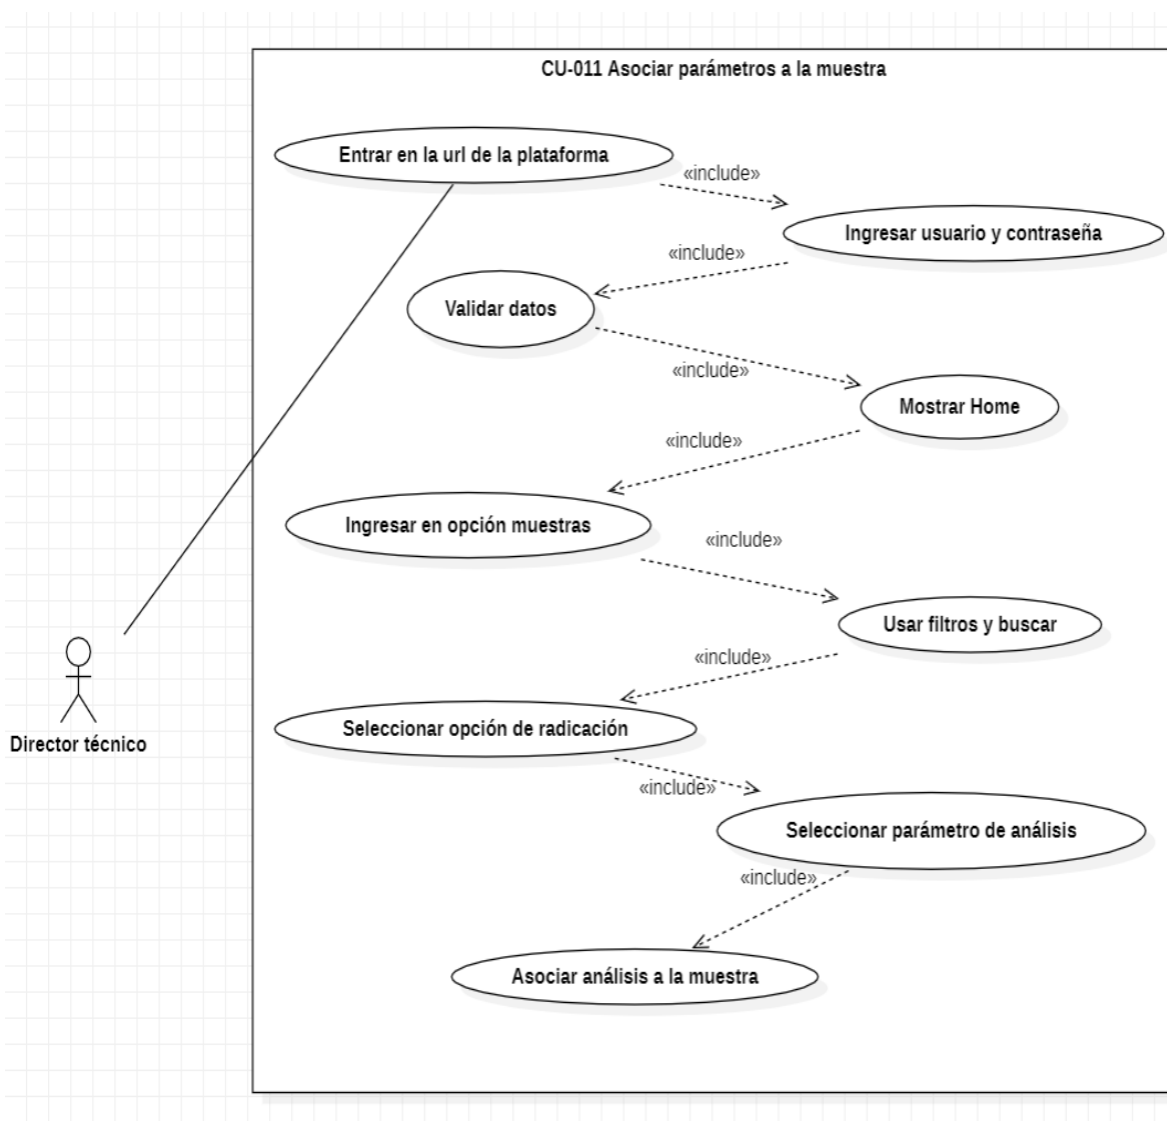 CU-011 Asociar parámetros a la muestra
Entrar en la url de la plataforma
«include»
Ingresar usuario y contraseña
«include»
Validar datos
«include»
Mostrar Home
«include»
Ingresar en opción muestras
«include»
Usar filtros y buscar
«include»
Seleccionar opción de radicación
«include»
Seleccionar parámetro de análisis
«include»
Asociar análisis a la muestra
Director técnico